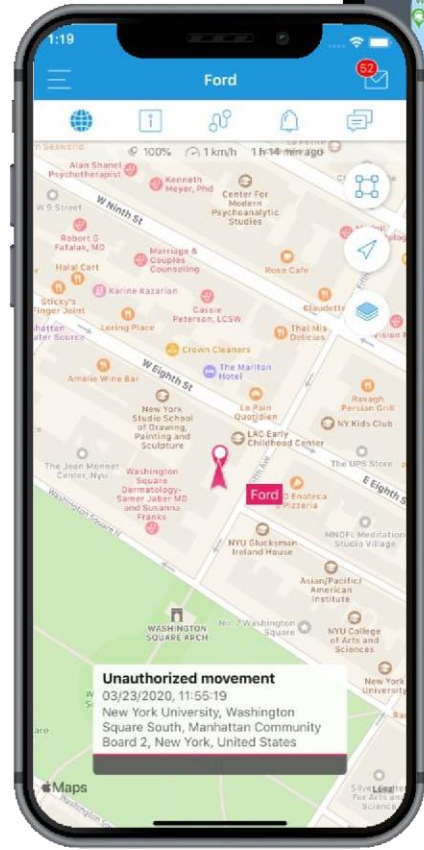 1:19
Ford
52
100% 1 km/h 1 h 14 min ago
Alan Shanel
Psychotherapist
Kenneth
Meyer, Phd
Center For
Modern
Psychoanalytic
Studies
W 9 Street
W Ninth St
Robert G
Fatalak, MD
Marriage &
Couples
Counseling
Halal Cart
Rose Cafe
Karine Kazarian
Sticky's
Finger Joint
Cassie
Peterson, LCSW
Claudette
Loring Place
Thai Mis
Delicias
Crown Cleaners
W Eighth St
The Marlton
Hotel
Amelie Wine Bar
New York
Studio School
of Drawing,
Painting and
Sculpture
Le Pain
Quotidien
Ranagh
Persian Grill
NY Kids Club
LAC Early
Childhood Center
The Jean Monnet
Center, Nyu
Washington
Square
Dermatology-
Samer Jaber MD
and Susanna
Franks
The UPS Store
E Eighth S
Ford
Enoteca
Pizzeria
Washington Square N
NYU Glucksman
Ireland House
MNDFL Meditation
Studio Village
Asian/Pacific/
American
Institute
WASHINGTON
SQUARE ARCH
No. 7 Washington
Square
NYU College
of Arts and
Sciences
New York
University
Unauthorized movement
03/23/2020, 11:55:19
New York University, Washington
Square South, Manhattan Community
Board 2, New York, United States
Maps
Legal